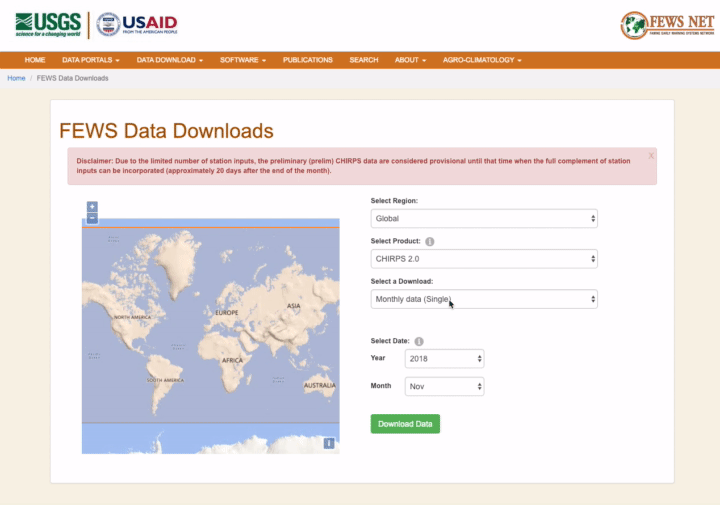 USGS
science for a changing world
USAID
FROM THE AMERICAN PEOPLE
FEWS NET
FAMINE EARLY WARNING SYSTEMS NETWORK
HOME DATA PORTALS DATA DOWNLOAD SOFTWARE PUBLICATIONS SEARCH ABOUT AGRO-CLIMATOLOGY
Home / FEWS Data Downloads
FEWS Data Downloads
Disclaimer: Due to the limited number of station inputs, the preliminary (prelim) CHIRPS data are considered provisional until that time when the full complement of station
inputs can be incorporated (approximately 20 days after the end of the month).
X
+
−
NORTH AMERICA
EUROPE
ASIA
AFRICA
SOUTH AMERICA
AUSTRALIA
i
Select Region:
Global
Select Product: i
CHIRPS 2.0
Select a Download:
Monthly data (Single)
Select Date: i
Year 2018
Month Nov
Download Data